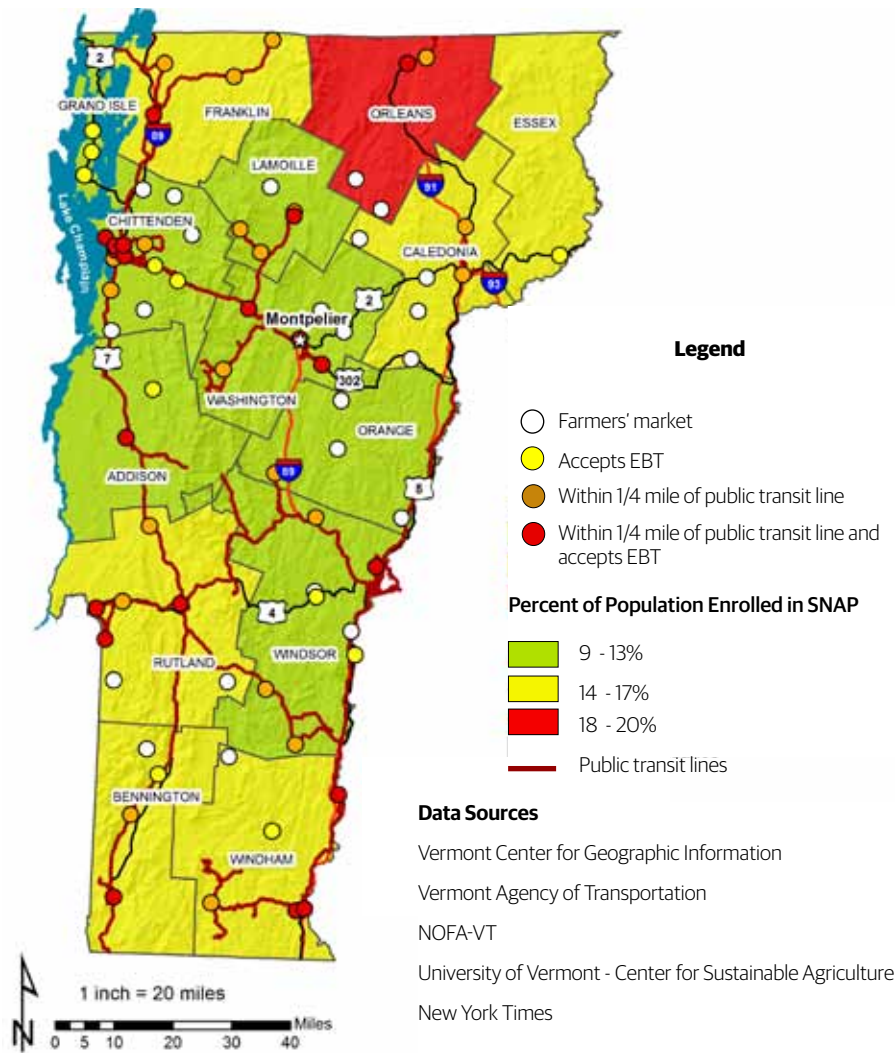 2
GRAND ISLE
FRANKLIN
ORLEANS
ESSEX
89
LAMOILLE
91
CHITTENDEN
Lake Champlain
CALEDONIA
93
2
Montpelier
7
302
WASHINGTON
ORANGE
ADDISON
89
5
4
RUTLAND
WINDSOR
BENNINGTON
WINDHAM
N
1 inch = 20 miles
Miles
0 5 10 20 30 40
Legend
Farmers' market
Accepts EBT
Within 1/4 mile of public transit line
Within 1/4 mile of public transit line and
accepts EBT
Percent of Population Enrolled in SNAP
9 - 13%
14 - 17%
18 - 20%
Public transit lines
Data Sources
Vermont Center for Geographic Information
Vermont Agency of Transportation
NOFA-VT
University of Vermont - Center for Sustainable Agriculture
New York Times